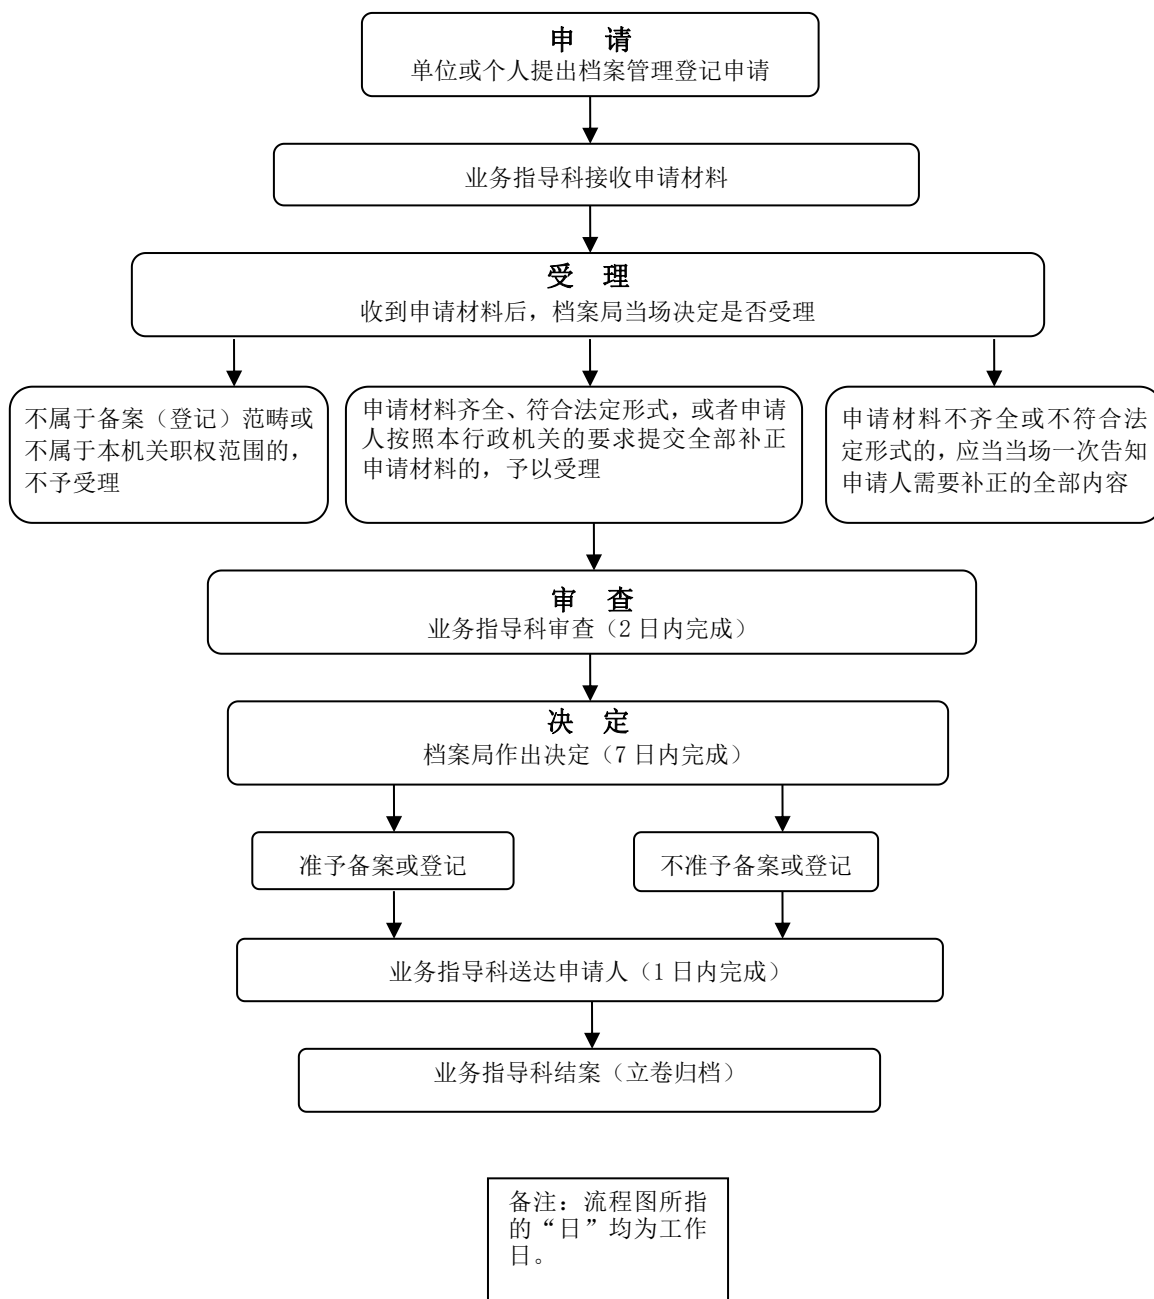 申 请
单位或个人提出档案管理登记申请
业务指导科接收申请材料
受 理
收到申请材料后，档案局当场决定是否受理
不属于备案（登记）范畴或
不属于本机关职权范围的，
不予受理
申请材料齐全、符合法定形式，或者申请
人按照本行政机关的要求提交全部补正
申请材料的，予以受理
申请材料不齐全或不符合法
定形式的，应当当场一次告知
申请人需要补正的全部内容
审 查
业务指导科审查（2 日内完成）
决 定
档案局作出决定（7 日内完成）
准予备案或登记
不准予备案或登记
业务指导科送达申请人（1 日内完成）
业务指导科结案（立卷归档）
备注：流程图所指
的“日”均为工作
日。